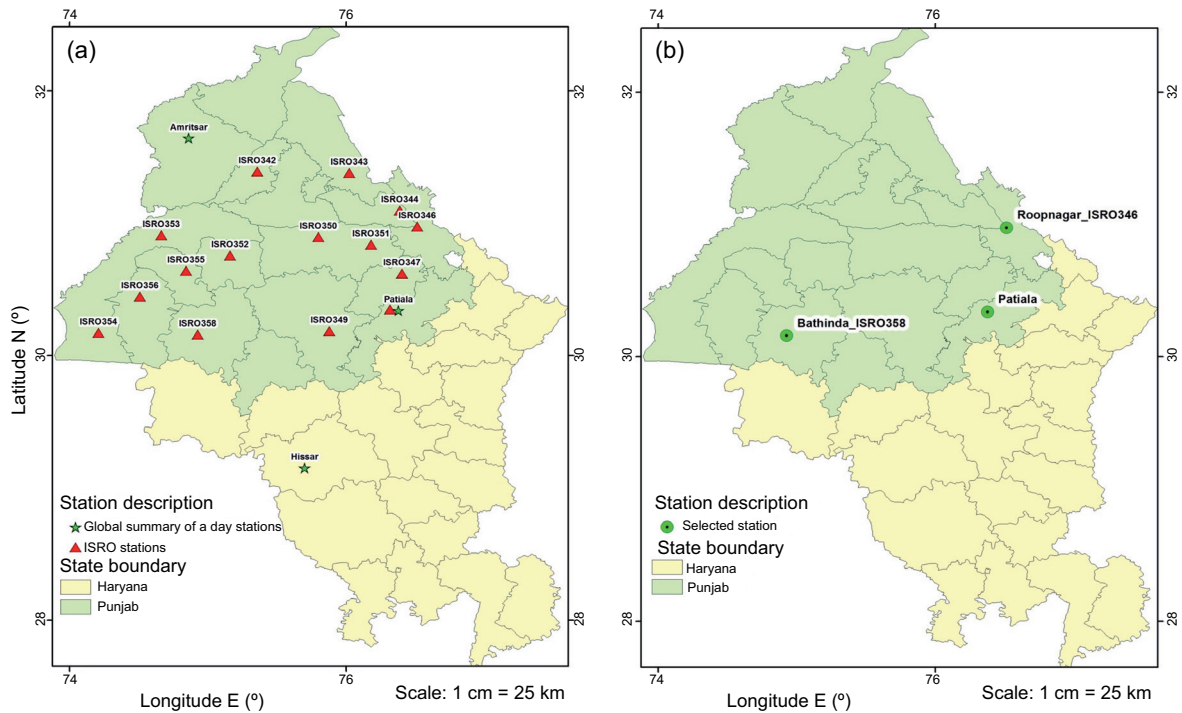 74
76
(a)
32
32
Amritsar
ISRO342
ISRO343
ISRO344
ISRO346
ISRO353
ISRO350
ISRO351
ISRO352
ISRO355
ISRO347
ISRO356
Patiala
ISRO354
ISRO358
ISRO349
30
30
Latitude N (º)
Hissar
Station description
Global summary of a day stations
ISRO stations
State boundary
Haryana
Punjab
28
28
74
76
Longitude E (º)
Scale: 1 cm = 25 km
74
76
(b)
32
32
Roopnagar_ISRO346
Patiala
Bathinda_ISRO358
30
30
Station description
Selected station
State boundary
Haryana
Punjab
28
28
74
76
Longitude E (º)
Scale: 1 cm = 25 km